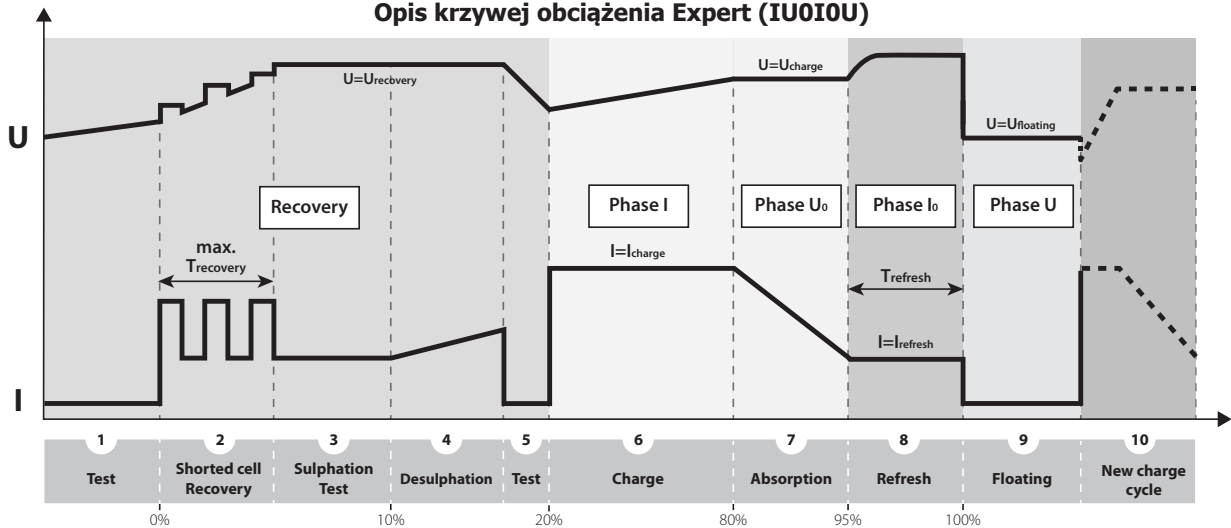 Opis krzywej obciążenia Expert (IU0I0U)
U
U=Urecovery
U=Ucharge
U=Ufloating
Recovery
Phase I
Phase U0
Phase I0
Phase U
max.
Trecovery
I=Icharge
Trefresh
I=Irefresh
I
1
2
3
4
5
6
7
8
9
10
Test
Shorted cell
Recovery
Sulphation
Test
Desulphation
Test
Charge
Absorption
Refresh
Floating
New charge
cycle
0%
10%
20%
80%
95%
100%